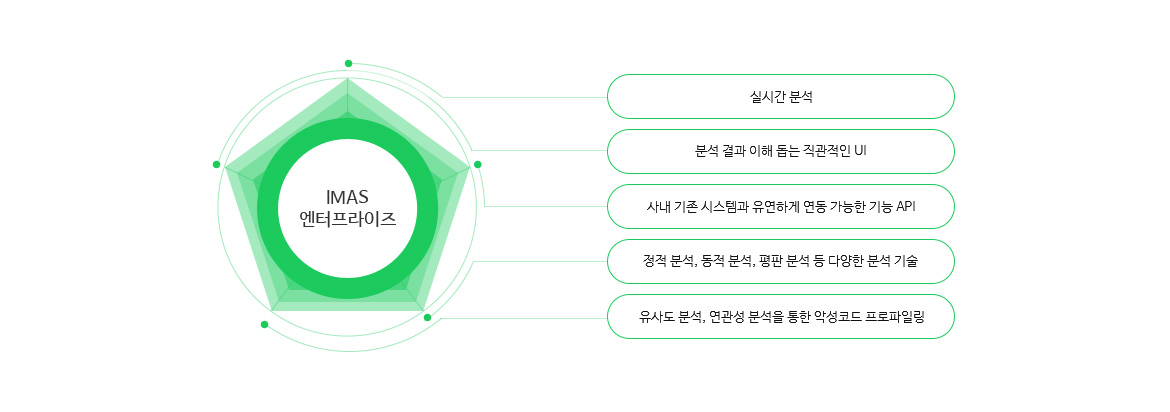 IMAS
엔터프라이즈
실시간 분석
분석 결과 이해 돕는 직관적인 UI
사내 기존 시스템과 유연하게 연동 가능한 기능 API
정적 분석, 동적 분석, 평판 분석 등 다양한 분석 기술
유사도 분석, 연관성 분석을 통한 악성코드 프로파일링